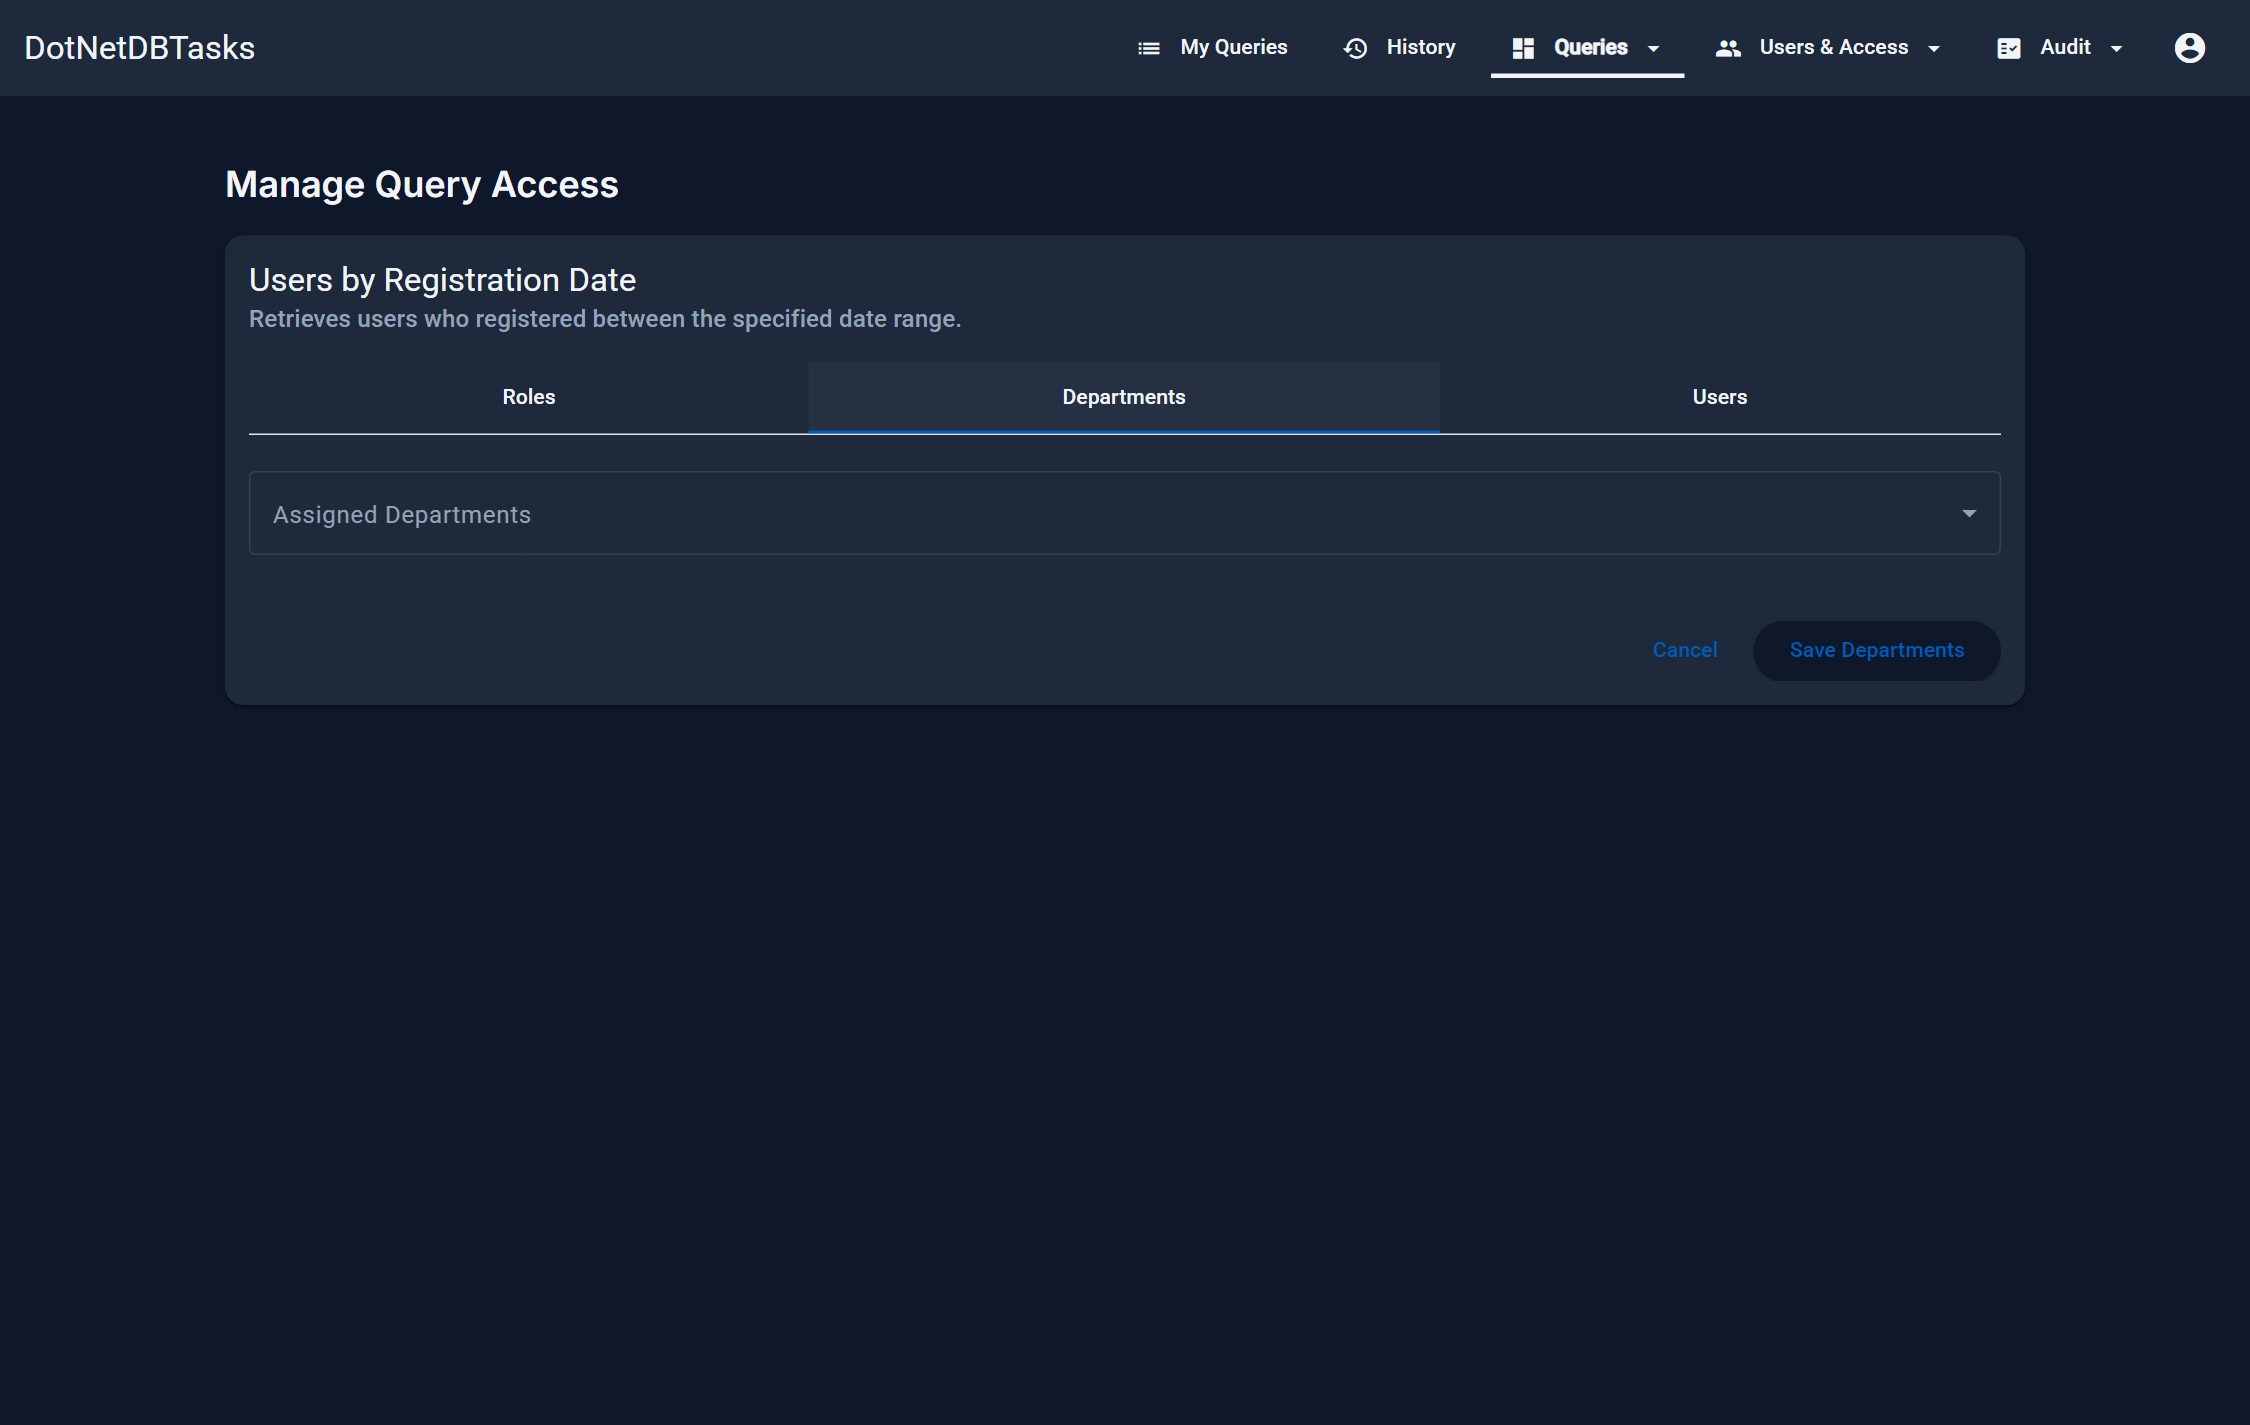 DotNetDBTasks
My Queries
History
Queries
Users & Access
Audit
Manage Query Access
Users by Registration Date
Retrieves users who registered between the specified date range.
Roles
Departments
Users
Assigned Departments
Cancel
Save Departments